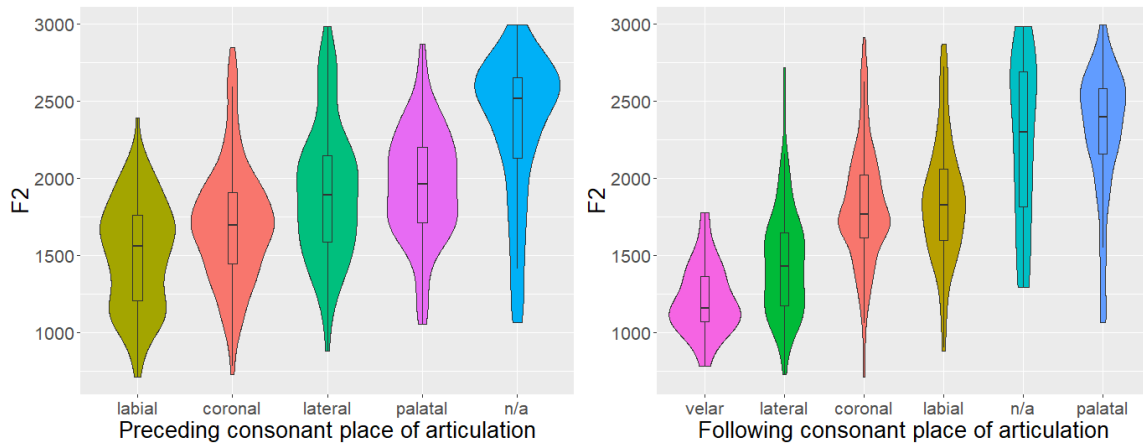 3000
2500
2000
1500
1000
F2
labial coronal lateral palatal n/a
Preceding consonant place of articulation
3000
2500
2000
1500
1000
F2
velar lateral coronal labial n/a palatal
Following consonant place of articulation